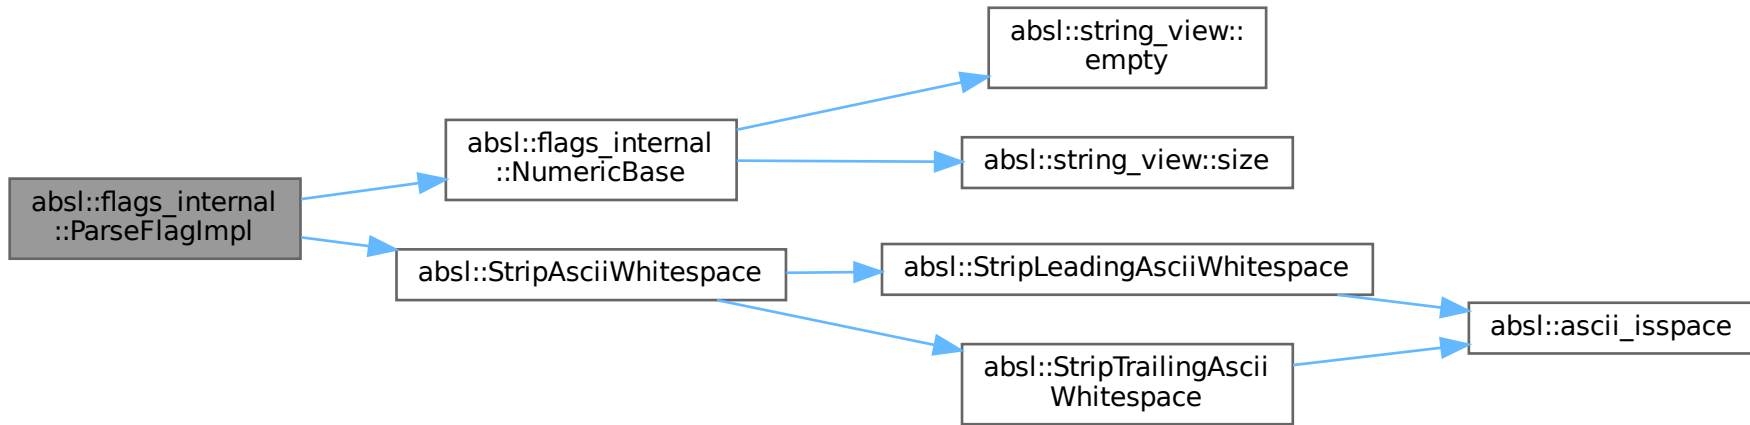 absl::flags_internal
::ParseFlagImpl
absl::flags_internal
::NumericBase
absl::string_view::
empty
absl::string_view::size
absl::StripAsciiWhitespace
absl::StripLeadingAsciiWhitespace
absl::StripTrailingAscii
Whitespace
absl::ascii_isspace